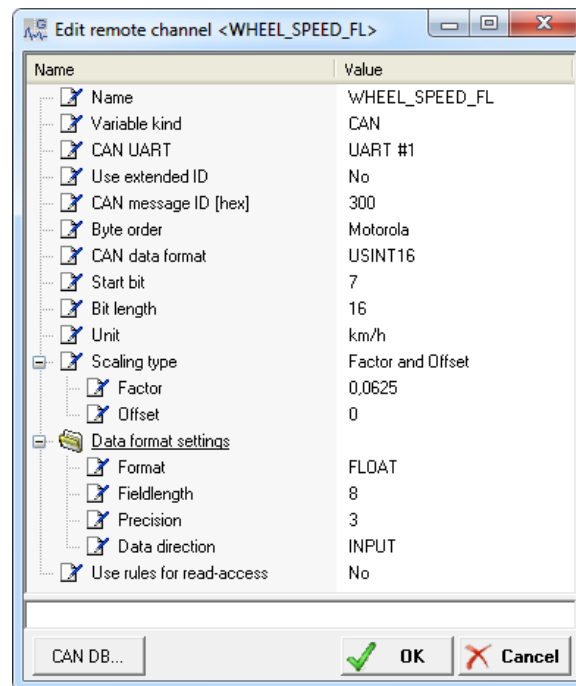 Edit remote channel <WHEEL_SPEED_FL>
Name Value
Name WHEEL_SPEED_FL
Variable kind CAN
CAN UART UART #1
Use extended ID No
CAN message ID [hex] 300
Byte order Motorola
CAN data format USINT16
Start bit 7
Bit length 16
Unit km/h
Scaling type Factor and Offset
Factor 0,0625
Offset 0
Data format settings
Format FLOAT
Fieldlength 8
Precision 3
Data direction INPUT
Use rules for read-access No
CAN DB... OK Cancel